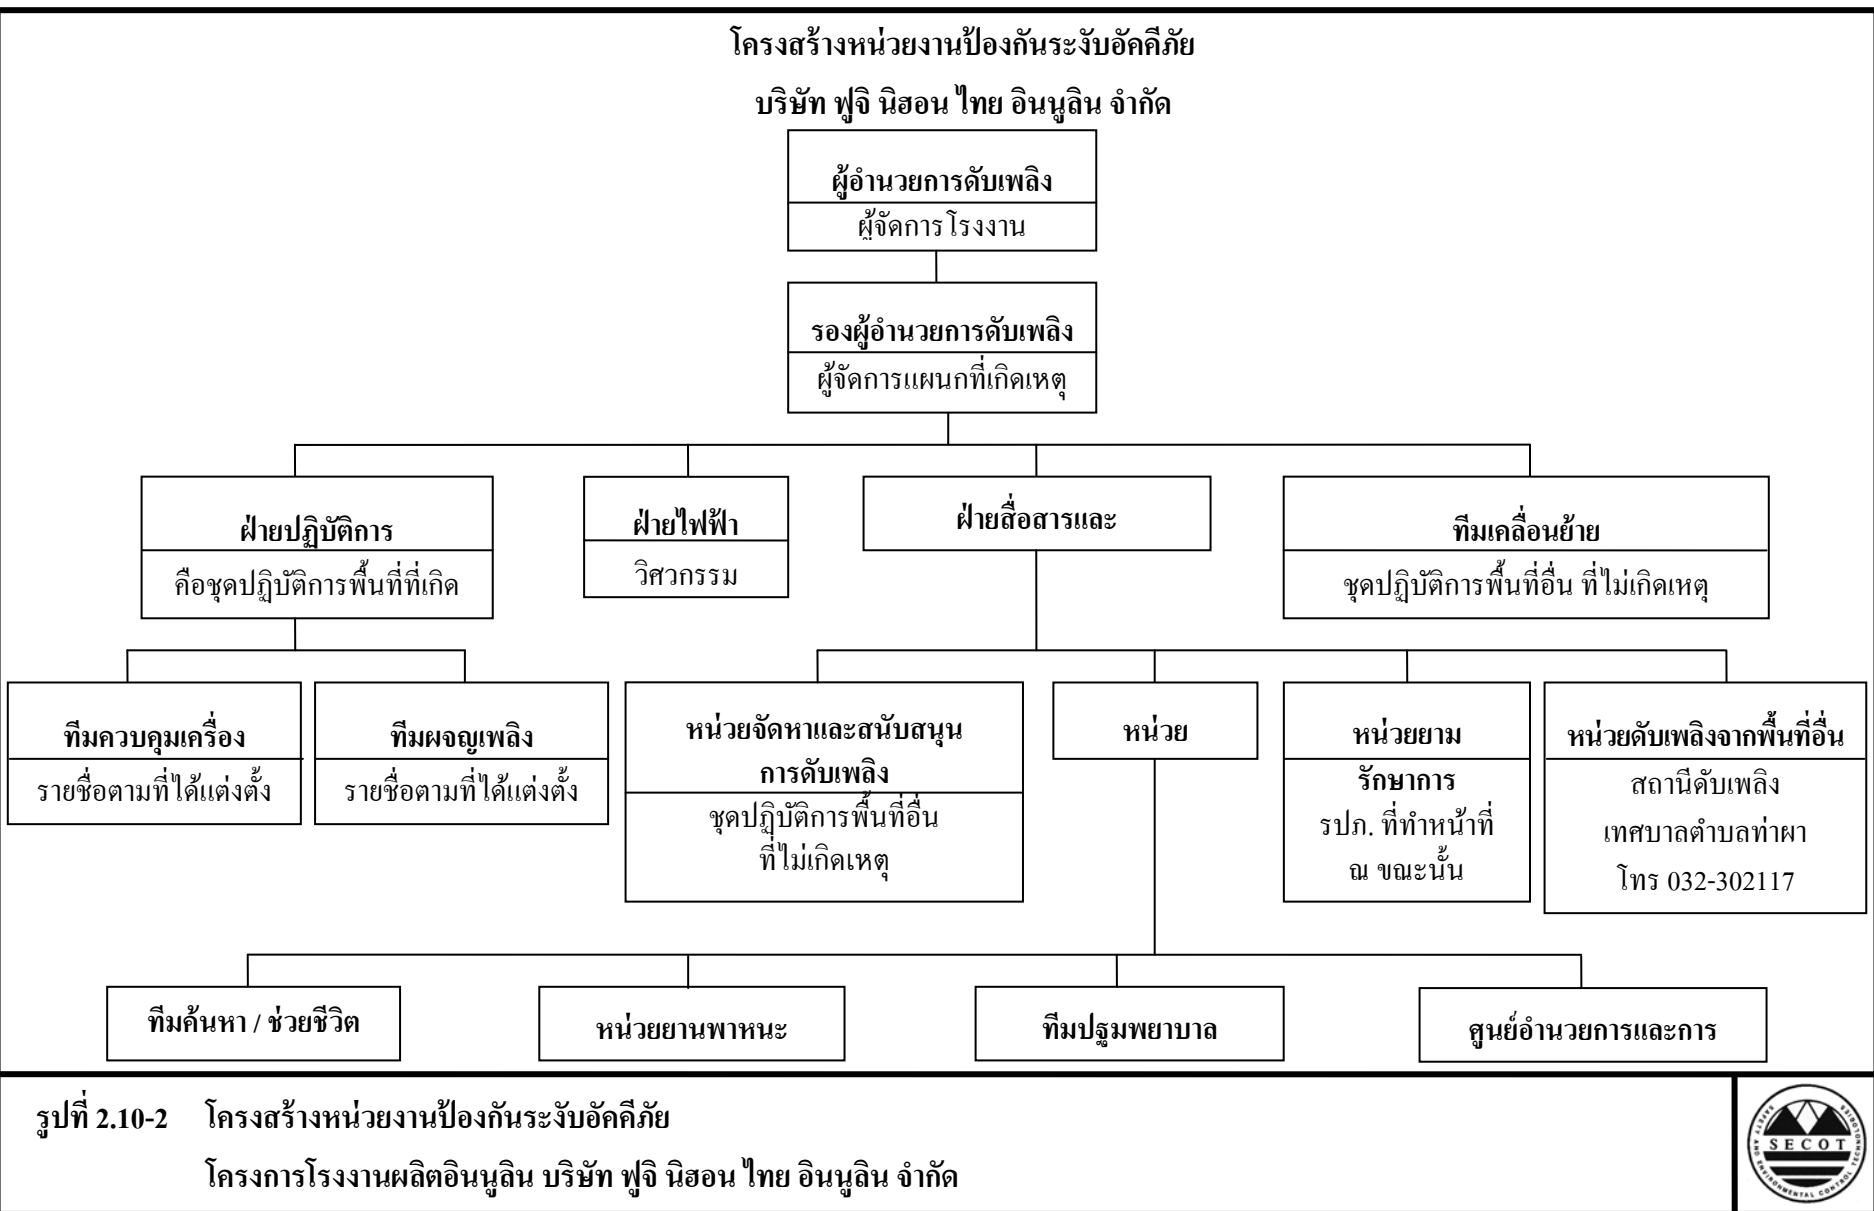 โครงสร้างหน่วยงานป้องกันระงับอัคคีภัย
บริษัท ฟูจิ นิฮอน ไทย อินนูลิน จำกัด
ผู้อำนวยการดับเพลิง
ผู้จัดการโรงงาน
รองผู้อำนวยการดับเพลิง
ผู้จัดการแผนกที่เกิดเหตุ
ฝ่ายปฏิบัติการ
คือชุดปฏิบัติการพื้นที่ที่เกิด
ฝ่ายไฟฟ้า
วิศวกรรม
ฝ่ายสื่อสารและ
ทีมเคลื่อนย้าย
ชุดปฏิบัติการพื้นที่อื่น ที่ไม่เกิดเหตุ
ทีมควบคุมเครื่อง
รายชื่อตามที่ได้แต่งตั้ง
ทีมผจญเพลิง
รายชื่อตามที่ได้แต่งตั้ง
หน่วยจัดหาและสนับสนุน
การดับเพลิง
ชุดปฏิบัติการพื้นที่อื่น
ที่ไม่เกิดเหตุ
หน่วย
หน่วยยาม
รักษาการ
รปภ. ที่ทำหน้าที่
ณ ขณะนั้น
หน่วยดับเพลิงจากพื้นที่อื่น
สถานีดับเพลิง
เทศบาลตำบลท่าผา
โทร 032-302117
ทีมค้นหา / ช่วยชีวิต
หน่วยยานพาหนะ
ทีมปฐมพยาบาล
ศูนย์อำนวยการและการ
รูปที่ 2.10-2 โครงสร้างหน่วยงานป้องกันระงับอัคคีภัย
โครงการโรงงานผลิตอินนูลิน บริษัท ฟูจิ นิฮอน ไทย อินนูลิน จำกัด
SECOT
SAFETY AND ENVIRONMENTAL CONTROL TECHNOLOGIES